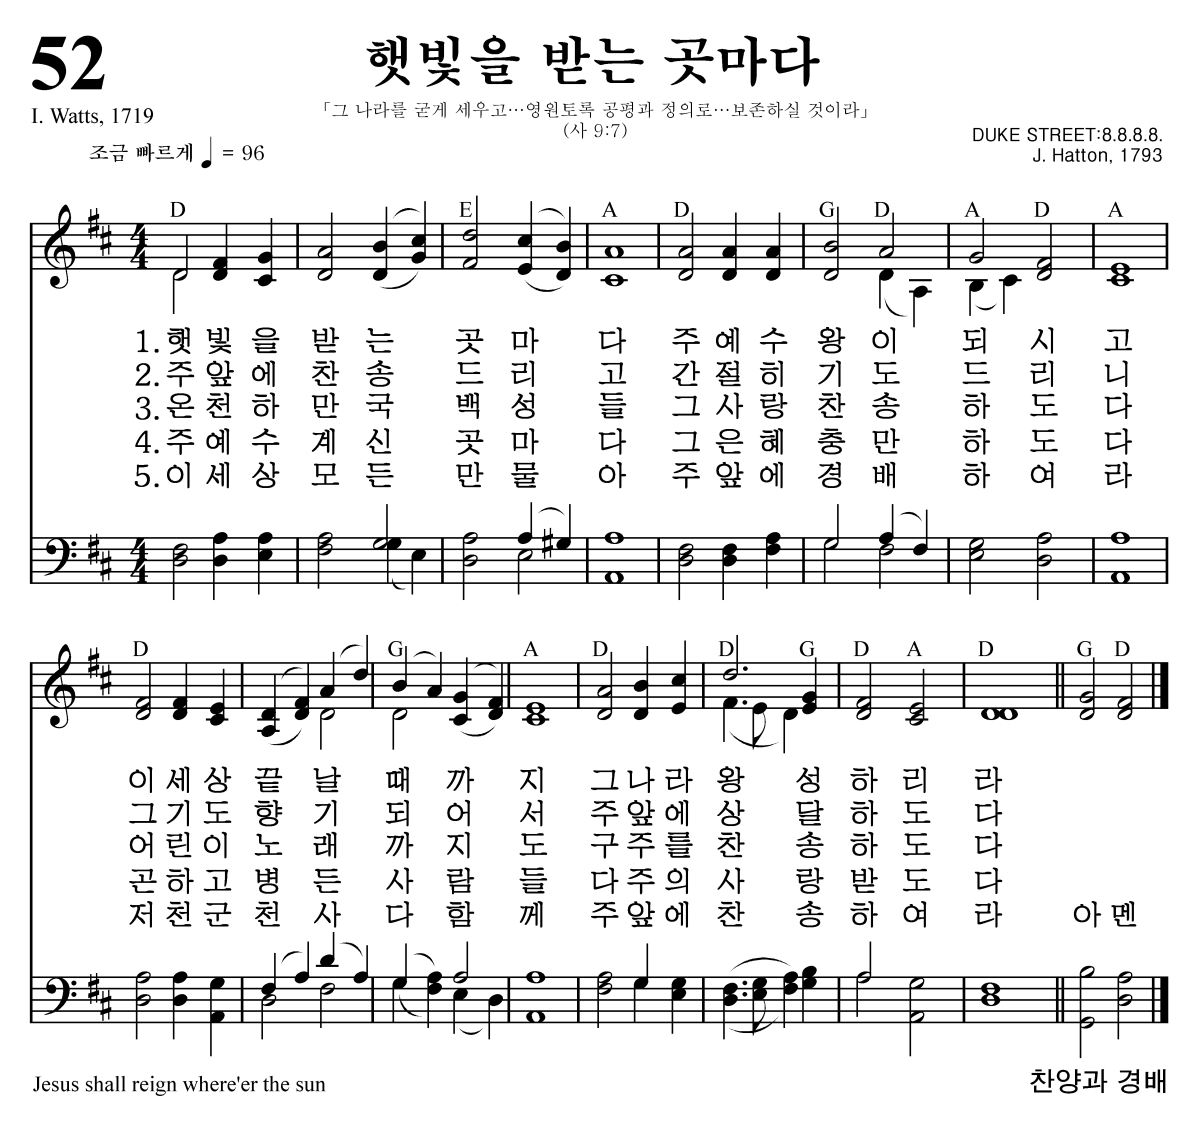 52
햇빛을 받는 곳마다
I. Watts, 1719
「그 나라를 굳게 세우고…영원토록 공평과 정의로…보존하실 것이라」
(사 9:7)
조금 빠르게 ♩ = 96
DUKE STREET:8.8.8.8.
J. Hatton, 1793
D E A D G D A D A
1.햇 빛 을 받 는 곳 마 다 주 예 수 왕 이 되 시 고
2.주 앞 에 찬 송 드 리 고 간 절 히 기 도 드 리 니
3.온 천 하 만 국 백 성 들 그 사 랑 찬 송 하 도 다
4.주 예 수 계 신 곳 마 다 그 은 혜 충 만 하 도 다
5.이 세 상 모 든 만 물 아 주 앞 에 경 배 하 여 라
D G A D D G D A D G D
이 세 상 끝 날 때 까 지 그 나 라 왕 성 하 리 라
그 기 도 향 기 되 어 서 주 앞 에 상 달 하 도 다
어 린 이 노 래 까 지 도 구 주 를 찬 송 하 도 다
곤 하 고 병 든 사 람 들 다 주 의 사 랑 받 도 다
저 천 군 천 사 다 함 께 주 앞 에 찬 송 하 여 라 아 멘
Jesus shall reign where'er the sun
찬양과 경배